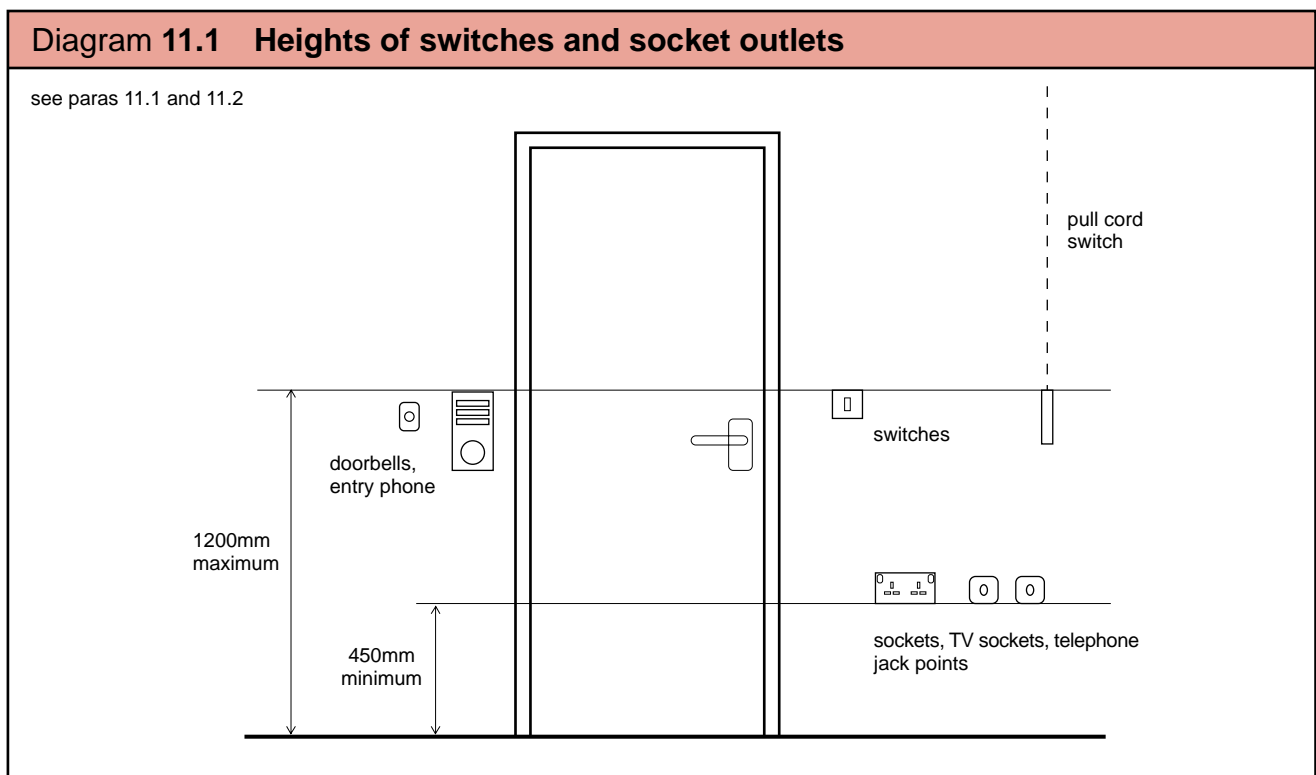 Diagram 11.1 Heights of switches and socket outlets
see paras 11.1 and 11.2
pull cord
switch
switches
doorbells,
entry phone
1200mm
maximum
sockets, TV sockets, telephone
jack points
450mm
minimum